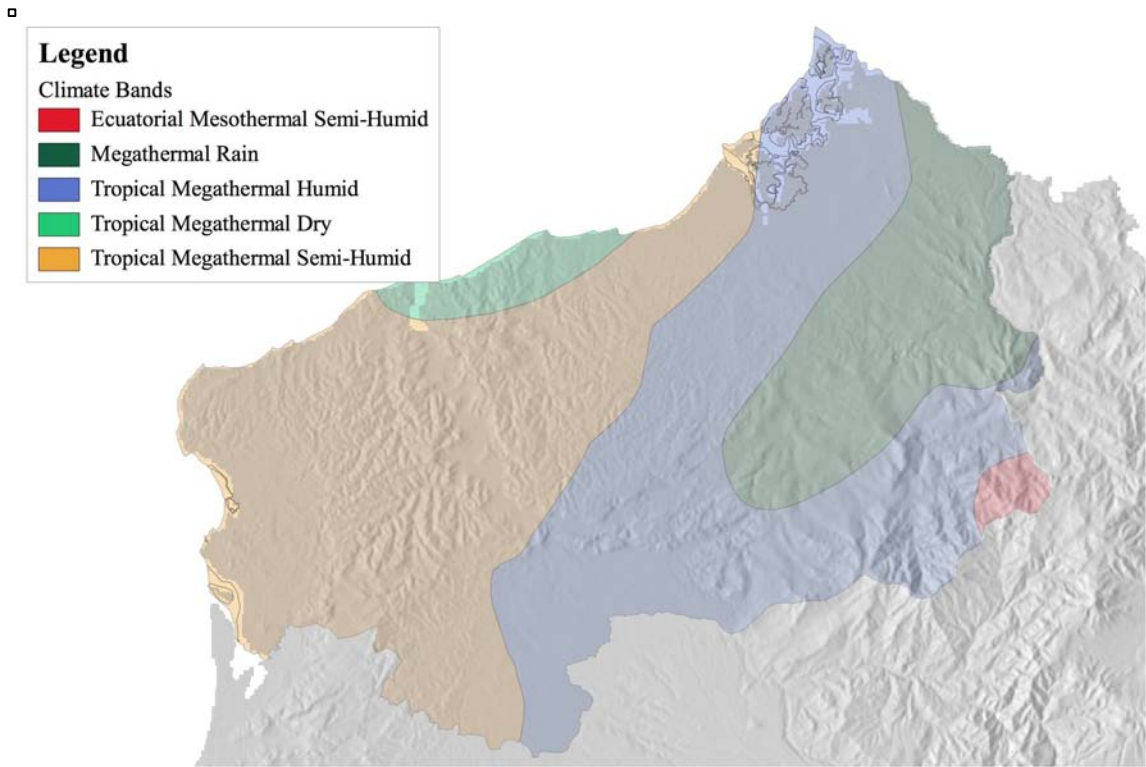 Legend
Climate Bands
Ecuatorial Mesothermal Semi-Humid
Megathermal Rain
Tropical Megathermal Humid
Tropical Megathermal Dry
Tropical Megathermal Semi-Humid